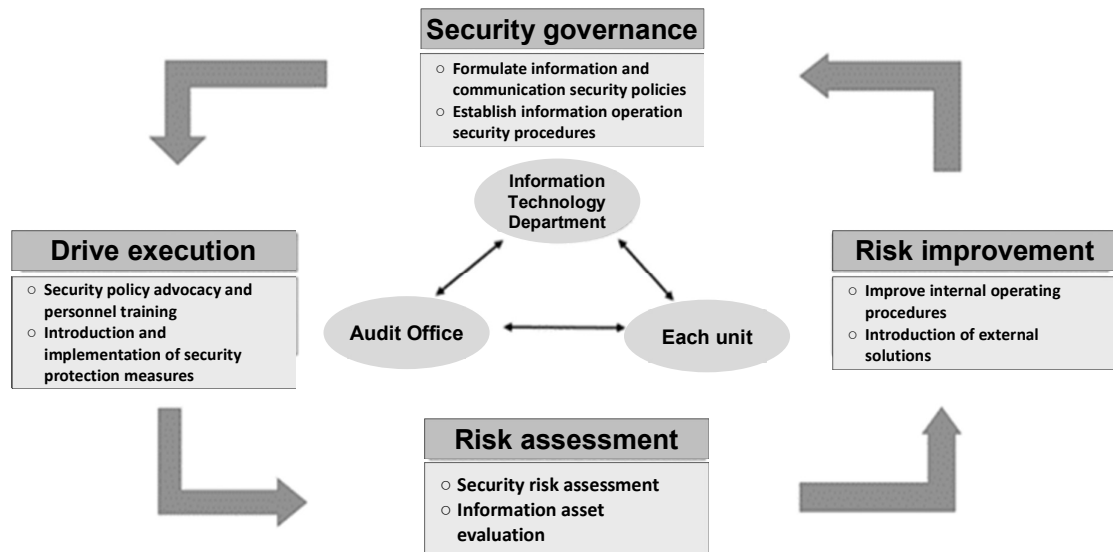 Security governance
○ Formulate information and
communication security policies
○ Establish information operation
security procedures
Information
Technology
Department
Drive execution
○ Security policy advocacy and
personnel training
○ Introduction and
implementation of security
protection measures
Audit Office
Each unit
Risk improvement
○ Improve internal operating
procedures
○ Introduction of external
solutions
Risk assessment
○ Security risk assessment
○ Information asset
evaluation